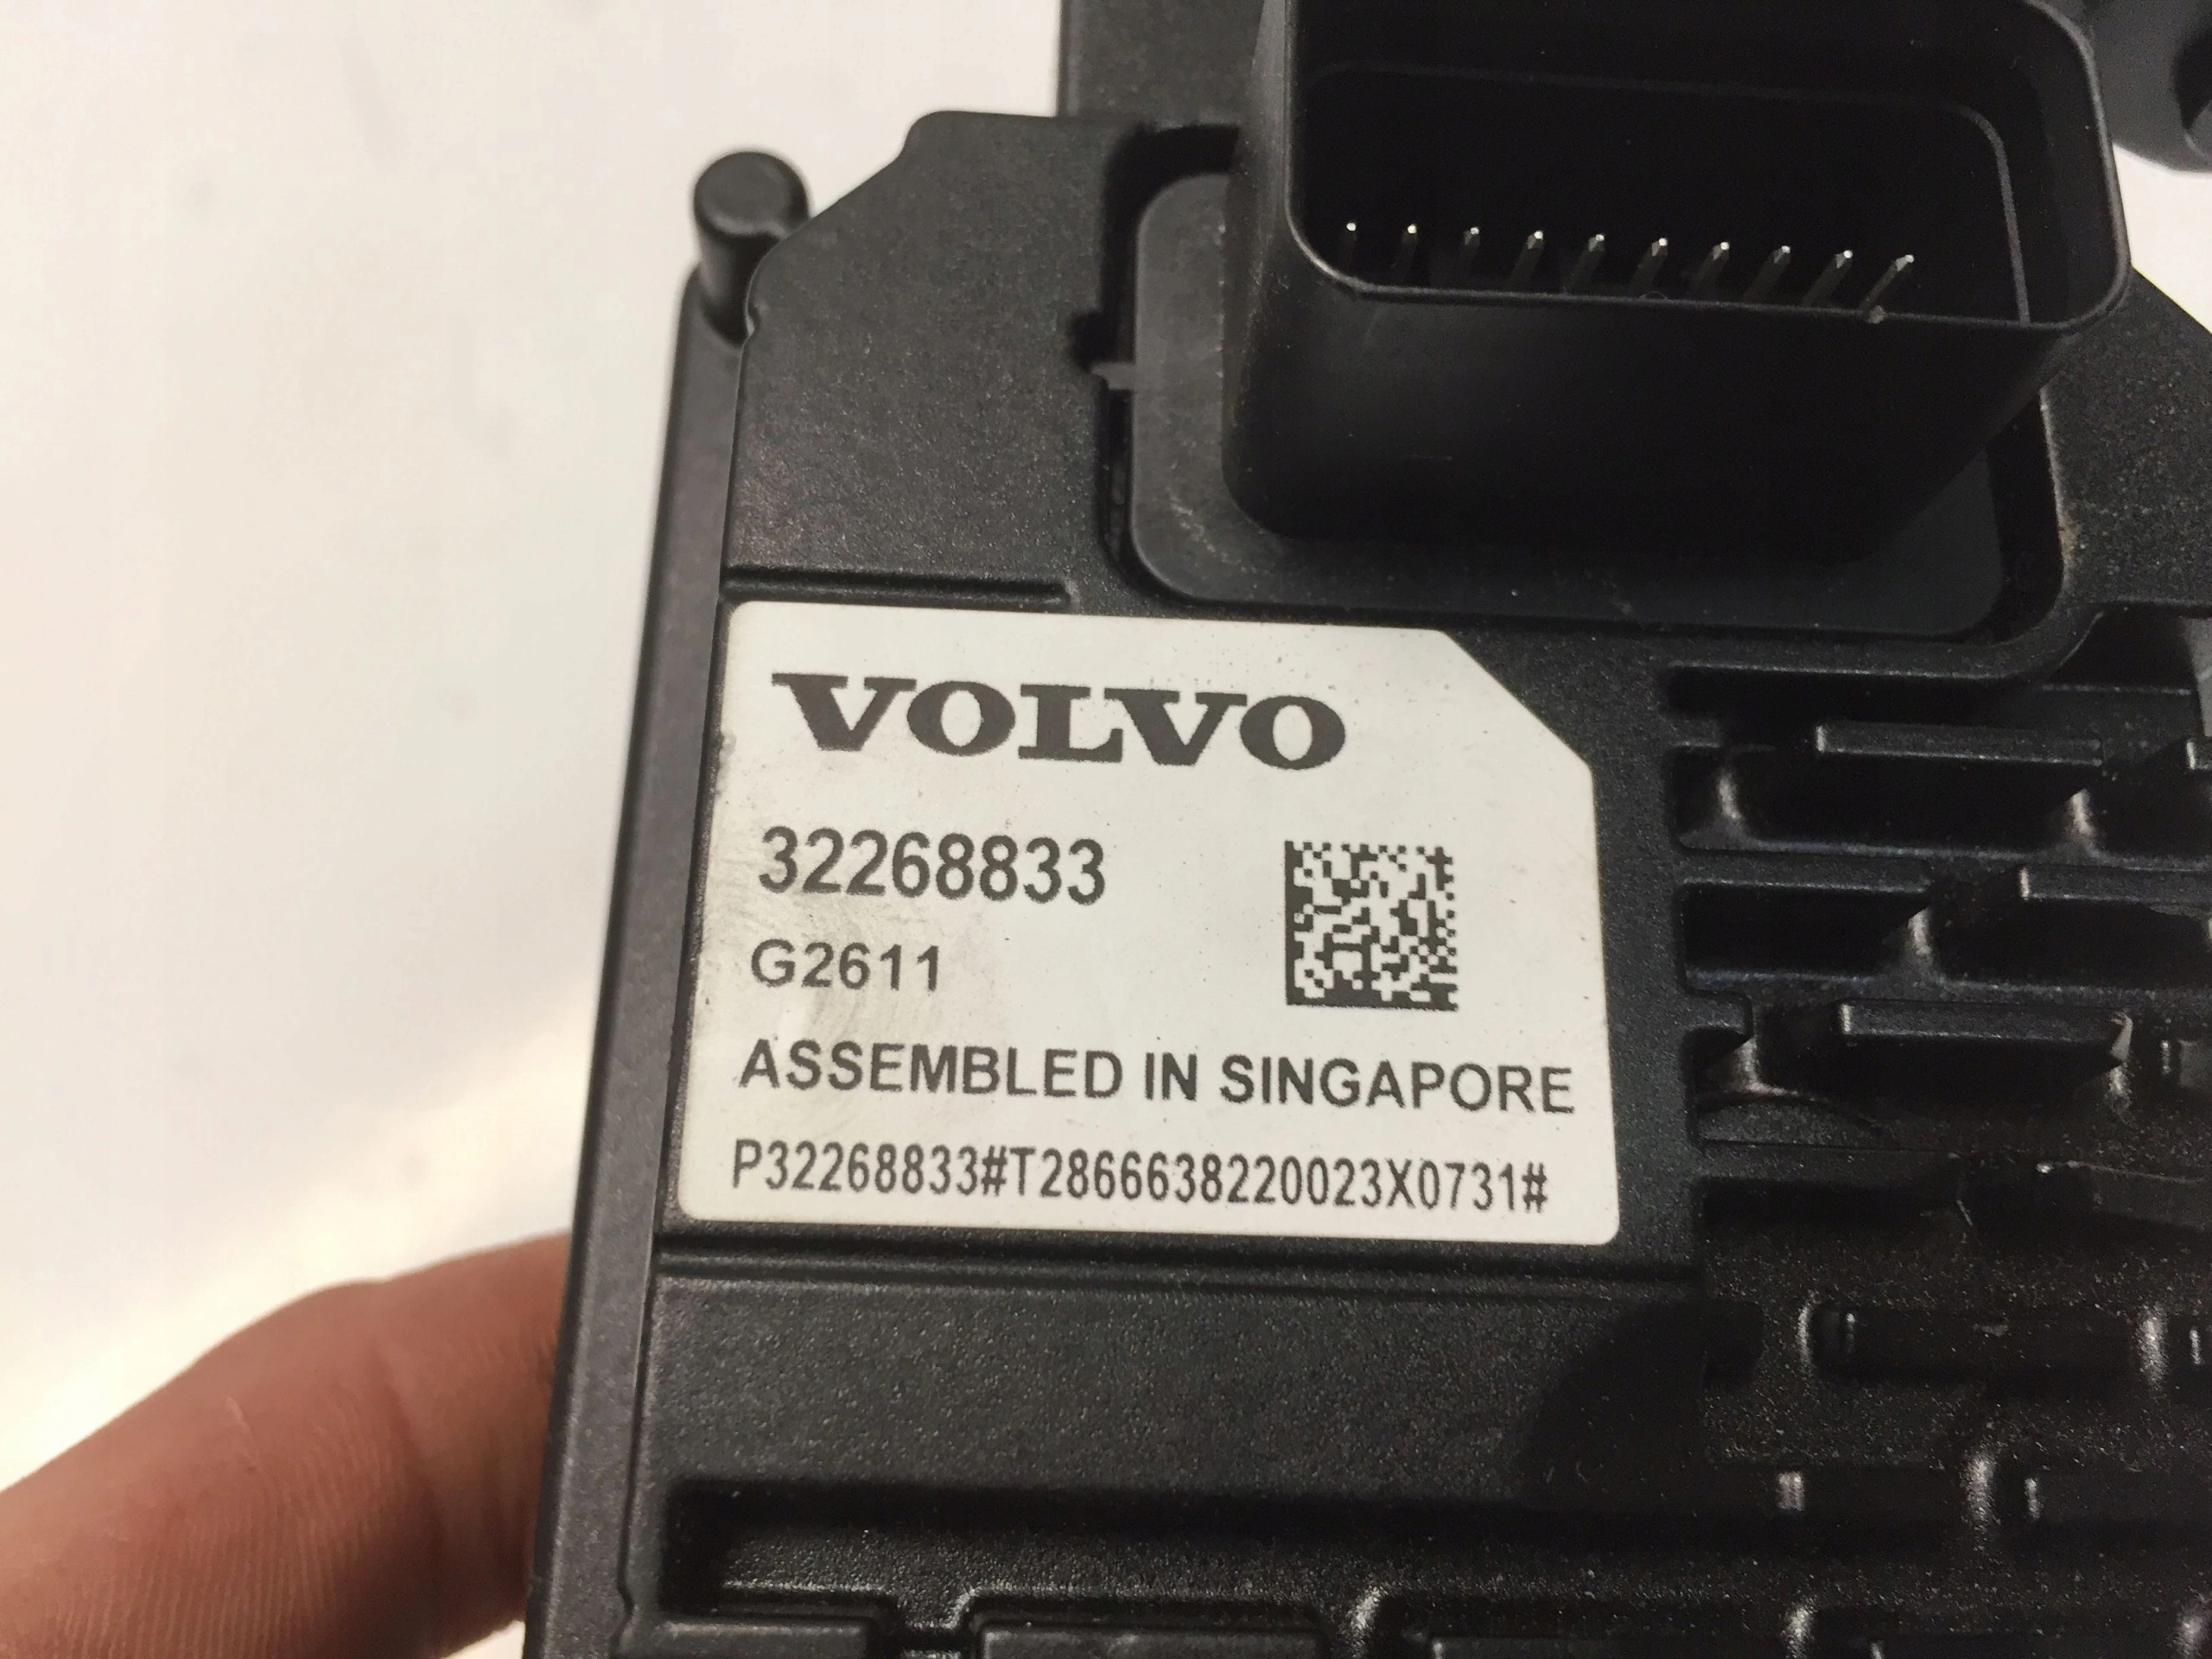 VOLVO
32268833
G2611
ASSEMBLED IN SINGAPORE
P32268833#T2866638220023X0731#